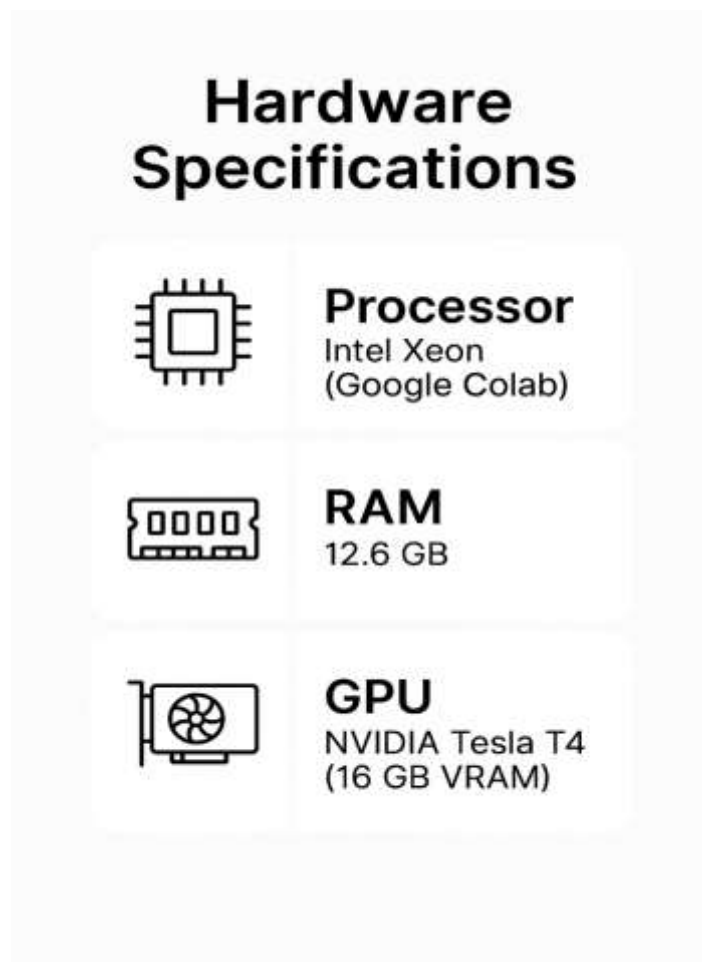 Hardware
Specifications
Processor
Intel Xeon
(Google Colab)
RAM
12.6 GB
GPU
NVIDIA Tesla T4
(16 GB VRAM)